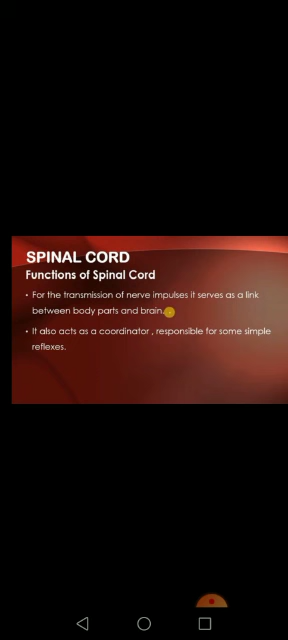 SPINAL CORD
Functions of Spinal Cord
• For the transmission of nerve impulses it serves as a link
between body parts and brain.
• It also acts as a coordinator , responsible for some simple
reflexes.